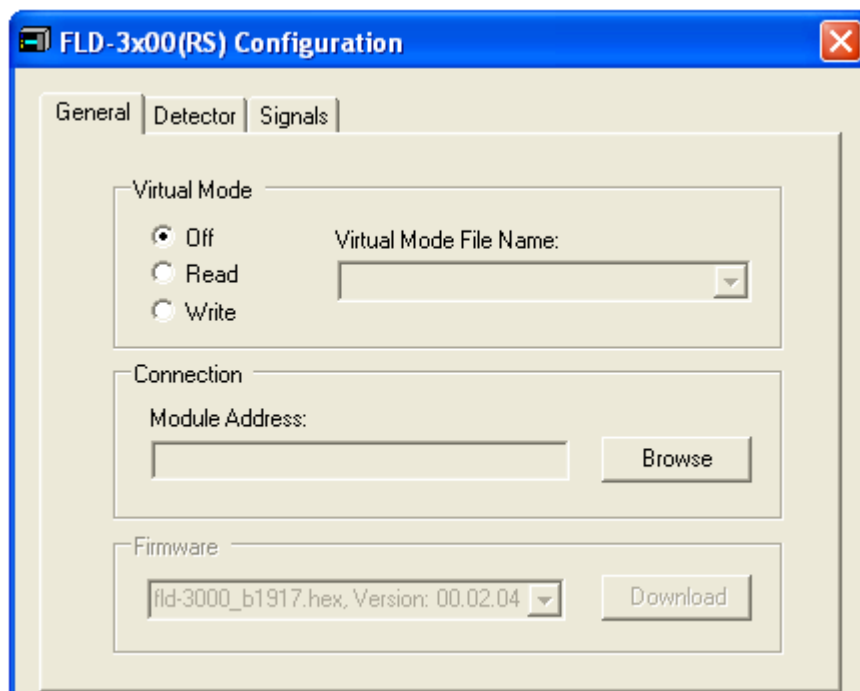 FLD-3x00(RS) Configuration
General Detector Signals
Virtual Mode
Off
Virtual Mode File Name:
Read
Write
Connection
Module Address:
Browse
Firmware
fld-3000_b1917.hex, Version: 00.02.04
Download